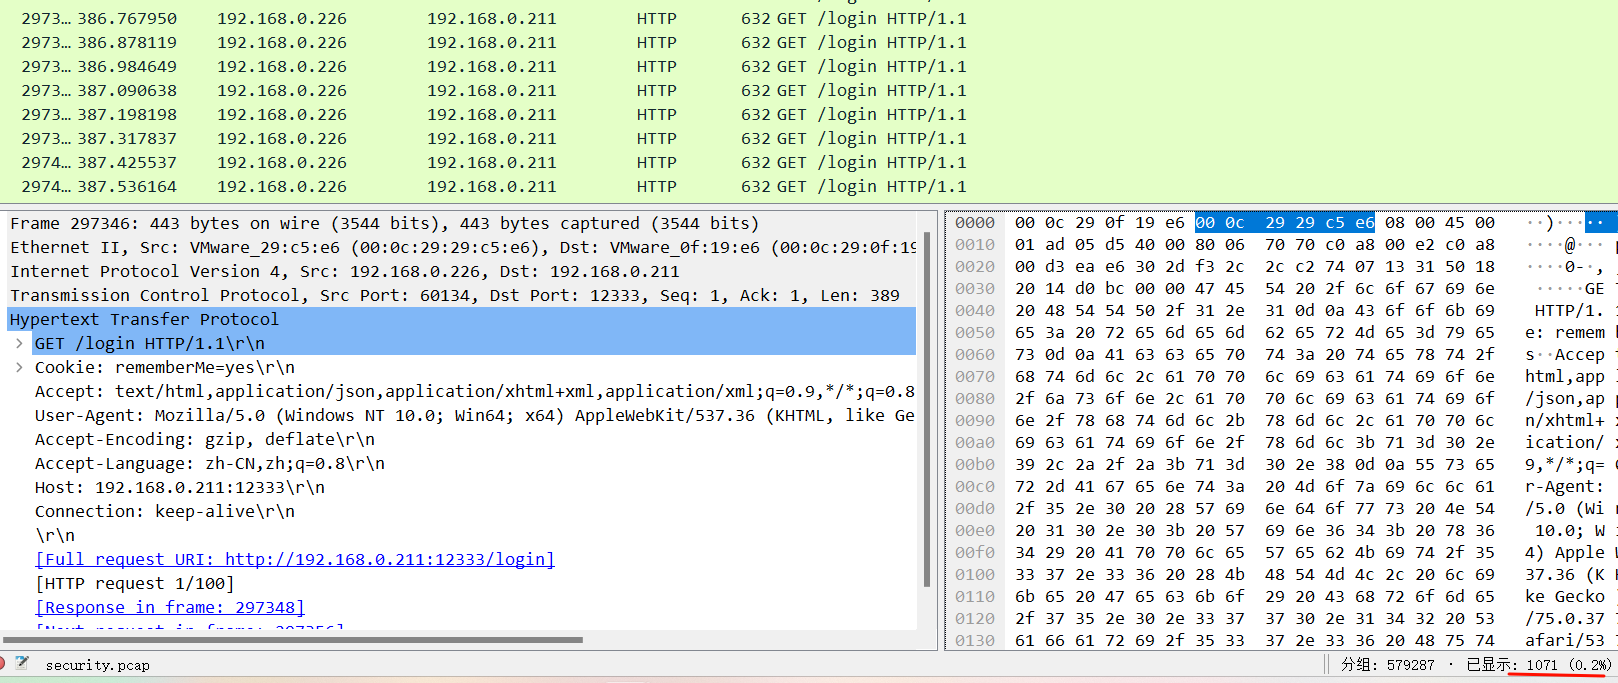 2973… 386.767950 192.168.0.226 192.168.0.211 HTTP 632 GET /login HTTP/1.1
2973… 386.878119 192.168.0.226 192.168.0.211 HTTP 632 GET /login HTTP/1.1
2973… 386.984649 192.168.0.226 192.168.0.211 HTTP 632 GET /login HTTP/1.1
2973… 387.090638 192.168.0.226 192.168.0.211 HTTP 632 GET /login HTTP/1.1
2973… 387.198198 192.168.0.226 192.168.0.211 HTTP 632 GET /login HTTP/1.1
2973… 387.317837 192.168.0.226 192.168.0.211 HTTP 632 GET /login HTTP/1.1
2974… 387.425537 192.168.0.226 192.168.0.211 HTTP 632 GET /login HTTP/1.1
2974… 387.536164 192.168.0.226 192.168.0.211 HTTP 632 GET /login HTTP/1.1
Frame 297346: 443 bytes on wire (3544 bits), 443 bytes captured (3544 bits)
Ethernet II, Src: VMware_29:c5:e6 (00:0c:29:29:c5:e6), Dst: VMware_0f:19:e6 (00:0c:29:0f:19
Internet Protocol Version 4, Src: 192.168.0.226, Dst: 192.168.0.211
Transmission Control Protocol, Src Port: 60134, Dst Port: 12333, Seq: 1, Ack: 1, Len: 389
Hypertext Transfer Protocol
GET /login HTTP/1.1\r\n
Cookie: rememberMe=yes\r\n
Accept: text/html,application/json,application/xhtml+xml,application/xml;q=0.9,*/*;q=0.8
User-Agent: Mozilla/5.0 (Windows NT 10.0; Win64; x64) AppleWebKit/537.36 (KHTML, like Ge
Accept-Encoding: gzip, deflate\r\n
Accept-Language: zh-CN,zh;q=0.8\r\n
Host: 192.168.0.211:12333\r\n
Connection: keep-alive\r\n
\r\n
[Full request URI: http://192.168.0.211:12333/login]
[HTTP request 1/100]
[Response in frame: 297348]
[Next request in frame: 297356]
0000 00 0c 29 0f 19 e6 00 0c 29 29 c5 e6 08 00 45 00 ··)·····
0010 01 ad 05 d5 40 00 80 06 70 70 c0 a8 00 e2 c0 a8 ····@··· p
0020 00 d3 ea e6 30 2d f3 2c 2c c2 74 07 13 31 50 18 ····0-·, ,
0030 20 14 d0 bc 00 00 47 45 54 20 2f 6c 6f 67 69 6e ·····GE T
0040 20 48 54 54 50 2f 31 2e 31 0d 0a 43 6f 6f 6b 69 HTTP/1. 1
0050 65 3a 20 72 65 6d 65 6d 62 65 72 4d 65 3d 79 65 e: remem b
0060 73 0d 0a 41 63 63 65 70 74 3a 20 74 65 78 74 2f s··Accep t
0070 68 74 6d 6c 2c 61 70 70 6c 69 63 61 74 69 6f 6e html,app l
0080 2f 6a 73 6f 6e 2c 61 70 70 6c 69 63 61 74 69 6f /json,ap p
0090 6e 2f 78 68 74 6d 6c 2b 78 6d 6c 2c 61 70 70 6c n/xhtml+ x
00a0 69 63 61 74 69 6f 6e 2f 78 6d 6c 3b 71 3d 30 2e ication/ x
00b0 39 2c 2a 2f 2a 3b 71 3d 30 2e 38 0d 0a 55 73 65 9,*/*;q= 0
00c0 72 2d 41 67 65 6e 74 3a 20 4d 6f 7a 69 6c 6c 61 r-Agent:
00d0 2f 35 2e 30 20 28 57 69 6e 64 6f 77 73 20 4e 54 /5.0 (Wi n
00e0 20 31 30 2e 30 3b 20 57 69 6e 36 34 3b 20 78 36 10.0; W i
00f0 34 29 20 41 70 70 6c 65 57 65 62 4b 69 74 2f 35 4) Apple W
0100 33 37 2e 33 36 20 28 4b 48 54 4d 4c 2c 20 6c 69 37.36 (K H
0110 6b 65 20 47 65 63 6b 6f 29 20 43 68 72 6f 6d 65 ke Gecko )
0120 2f 37 35 2e 30 2e 33 37 37 30 2e 31 34 32 20 53 /75.0.37 7
0130 61 66 61 72 69 2f 35 33 37 2e 33 36 20 48 75 74 afari/53 7
security.pcap
分组: 579287 · 已显示: 1071 (0.2%)